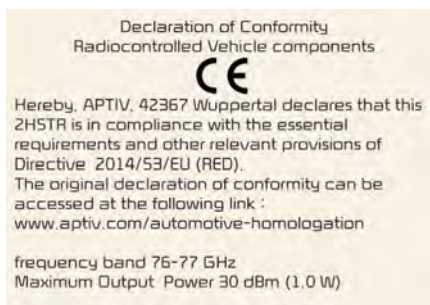 Declaration of Conformity
Radiocontrolled Vehicle components
CE
Hereby, APTIV, 42367 Wuppertal declares that this
2HSTR is in compliance with the essential
requirements and other relevant provisions of
Directive 2014/53/EU (RED).
The original declaration of conformity can be
accessed at the following link :
www.aptiv.com/automotive-homologation
frequency band 76-77 GHz
Maximum Output Power 30 dBm (1.0 W)